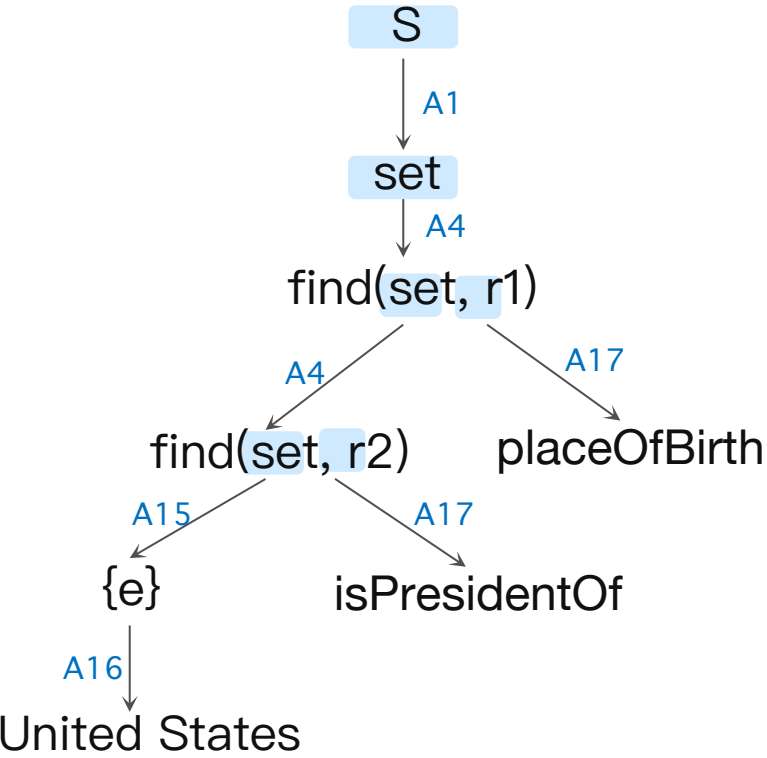 S
A1
set
A4
find(set, r1)
A4
A17
find(set, r2)
placeOfBirth
A15
A17
{e}
isPresidentOf
A16
United States